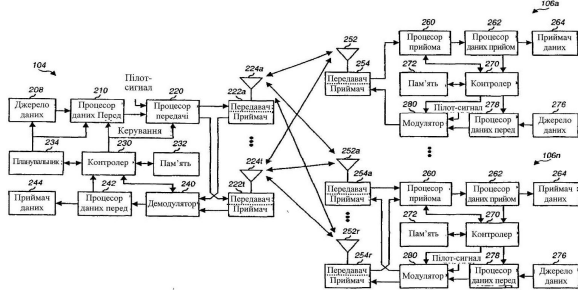 104
208
Джерело
даних
210
Процесор
даних Перед
Пілот-
сигнал
220
Процесор
передачі
Керування
234
Планувальник
230
Контролер
232
Пам'ять
244
Приймач
даних
242
Процесор
даних перед
240
Демодулятор
224a
222a
Передавач
Приймач
224t
222t
Передавач
Приймач
106a
252
254
Передавач
Приймач
260
Процесор
прийома
262
Процесор
даних прийом
264
Приймач
даних
272
Пам'ять
270
Контролер
280
Модулятор
Пілот-сигнал
278
Процесор
даних перед
276
Джерело
даних
106n
252a
254a
Передавач
Приймач
252r
254r
Передавач
Приймач
260
Процесор
прийома
262
Процесор
даних прийом
264
Приймач
даних
272
Пам'ять
270
Контролер
280
Модулятор
Пілот-сигнал
278
Процесор
даних перед
276
Джерело
даних